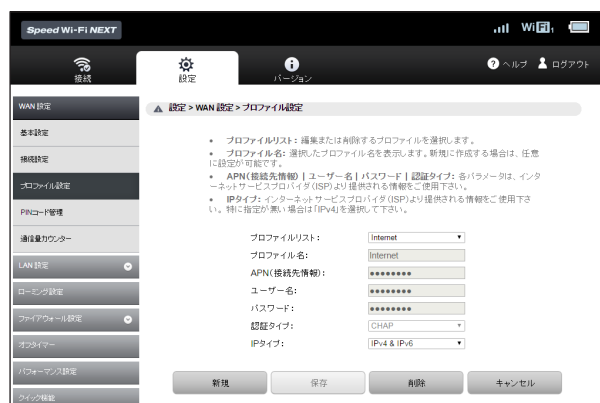 Speed Wi-Fi NEXT
WiFi
接続
設定
バージョン
ヘルプ
ログアウト
WAN 設定
設定 > WAN 設定 > プロファイル設定
基本設定
接続設定
プロファイル設定
PINコード管理
通信量カウンター
LAN 設定
ローミング設定
ファイアウォール設定
オフタイマー
パフォーマンス設定
クイック機能
• プロファイルリスト: 編集または削除するプロファイルを選択します。
• プロファイル名: 選択したプロファイル名を表示します。新規に作成する場合は、任意
に設定が可能です。
• APN(接続先情報) | ユーザー名 | パスワード | 認証タイプ: 各パラメータは、インタ
ーネットサービスプロバイダ(ISP)より提供される情報をご使用下さい。
• IPタイプ: インターネットサービスプロバイダ(ISP)より提供される情報をご使用下さ
い。特に指定が無い場合は「IPv4」を選択して下さい。
プロファイルリスト: Internet
プロファイル名: Internet
APN(接続先情報): ●●●●●●●●
ユーザー名: ●●●●●●●●
パスワード: ●●●●●●●●
認証タイプ: CHAP
IPタイプ: IPv4 & IPv6
新規
保存
削除
キャンセル